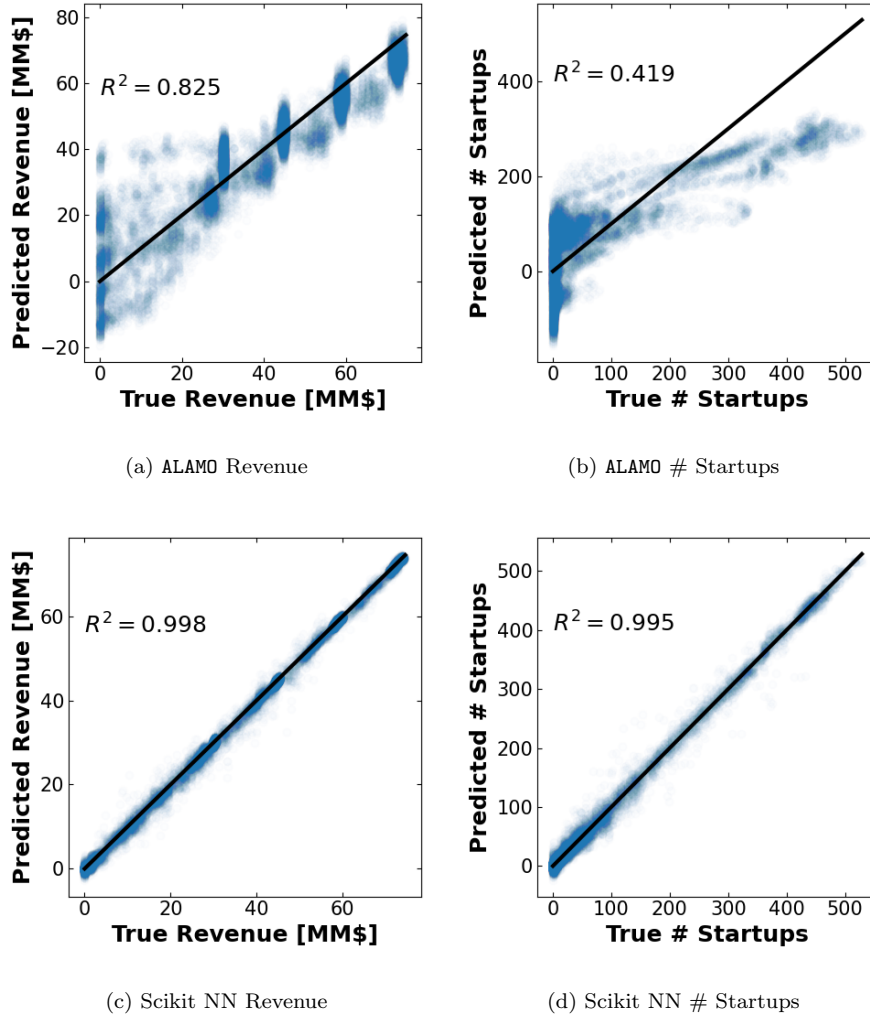 Predicted Revenue [MM$]
80
60
40
20
0
−20
R² = 0.825
0 20 40 60
True Revenue [MM$]
(a) ALAMO Revenue
Predicted # Startups
400
200
0
R² = 0.419
0 100 200 300 400 500
True # Startups
(b) ALAMO # Startups
Predicted Revenue [MM$]
60
40
20
0
R² = 0.998
0 20 40 60
True Revenue [MM$]
(c) Scikit NN Revenue
Predicted # Startups
500
400
300
200
100
0
R² = 0.995
0 100 200 300 400 500
True # Startups
(d) Scikit NN # Startups